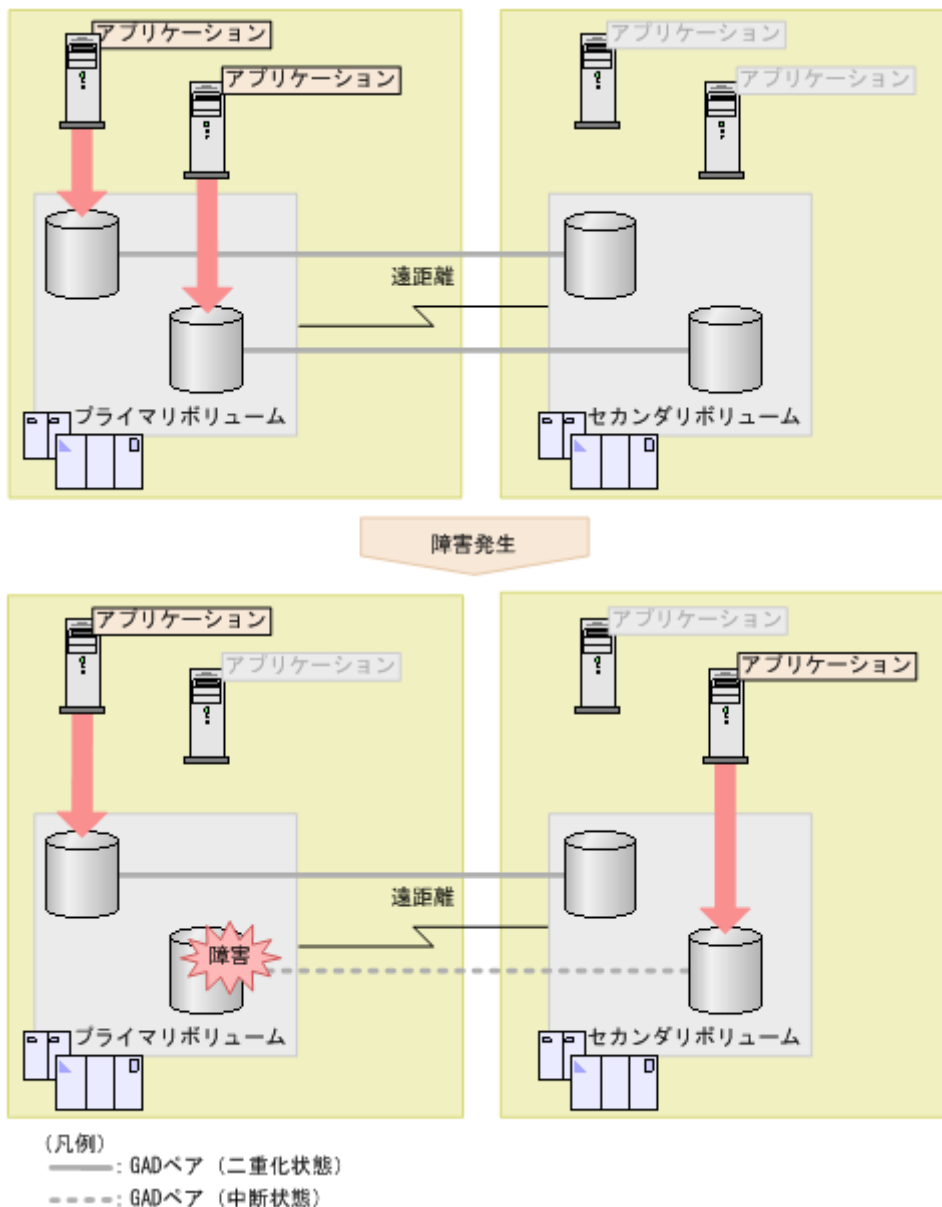 アプリケーション
アプリケーション
アプリケーション
アプリケーション
遠距離
プライマリボリューム
セカンダリボリューム
障害発生
アプリケーション
アプリケーション
アプリケーション
アプリケーション
遠距離
障害
プライマリボリューム
セカンダリボリューム
(凡例)
: GADペア (二重化状態)
: GADペア (中断状態)